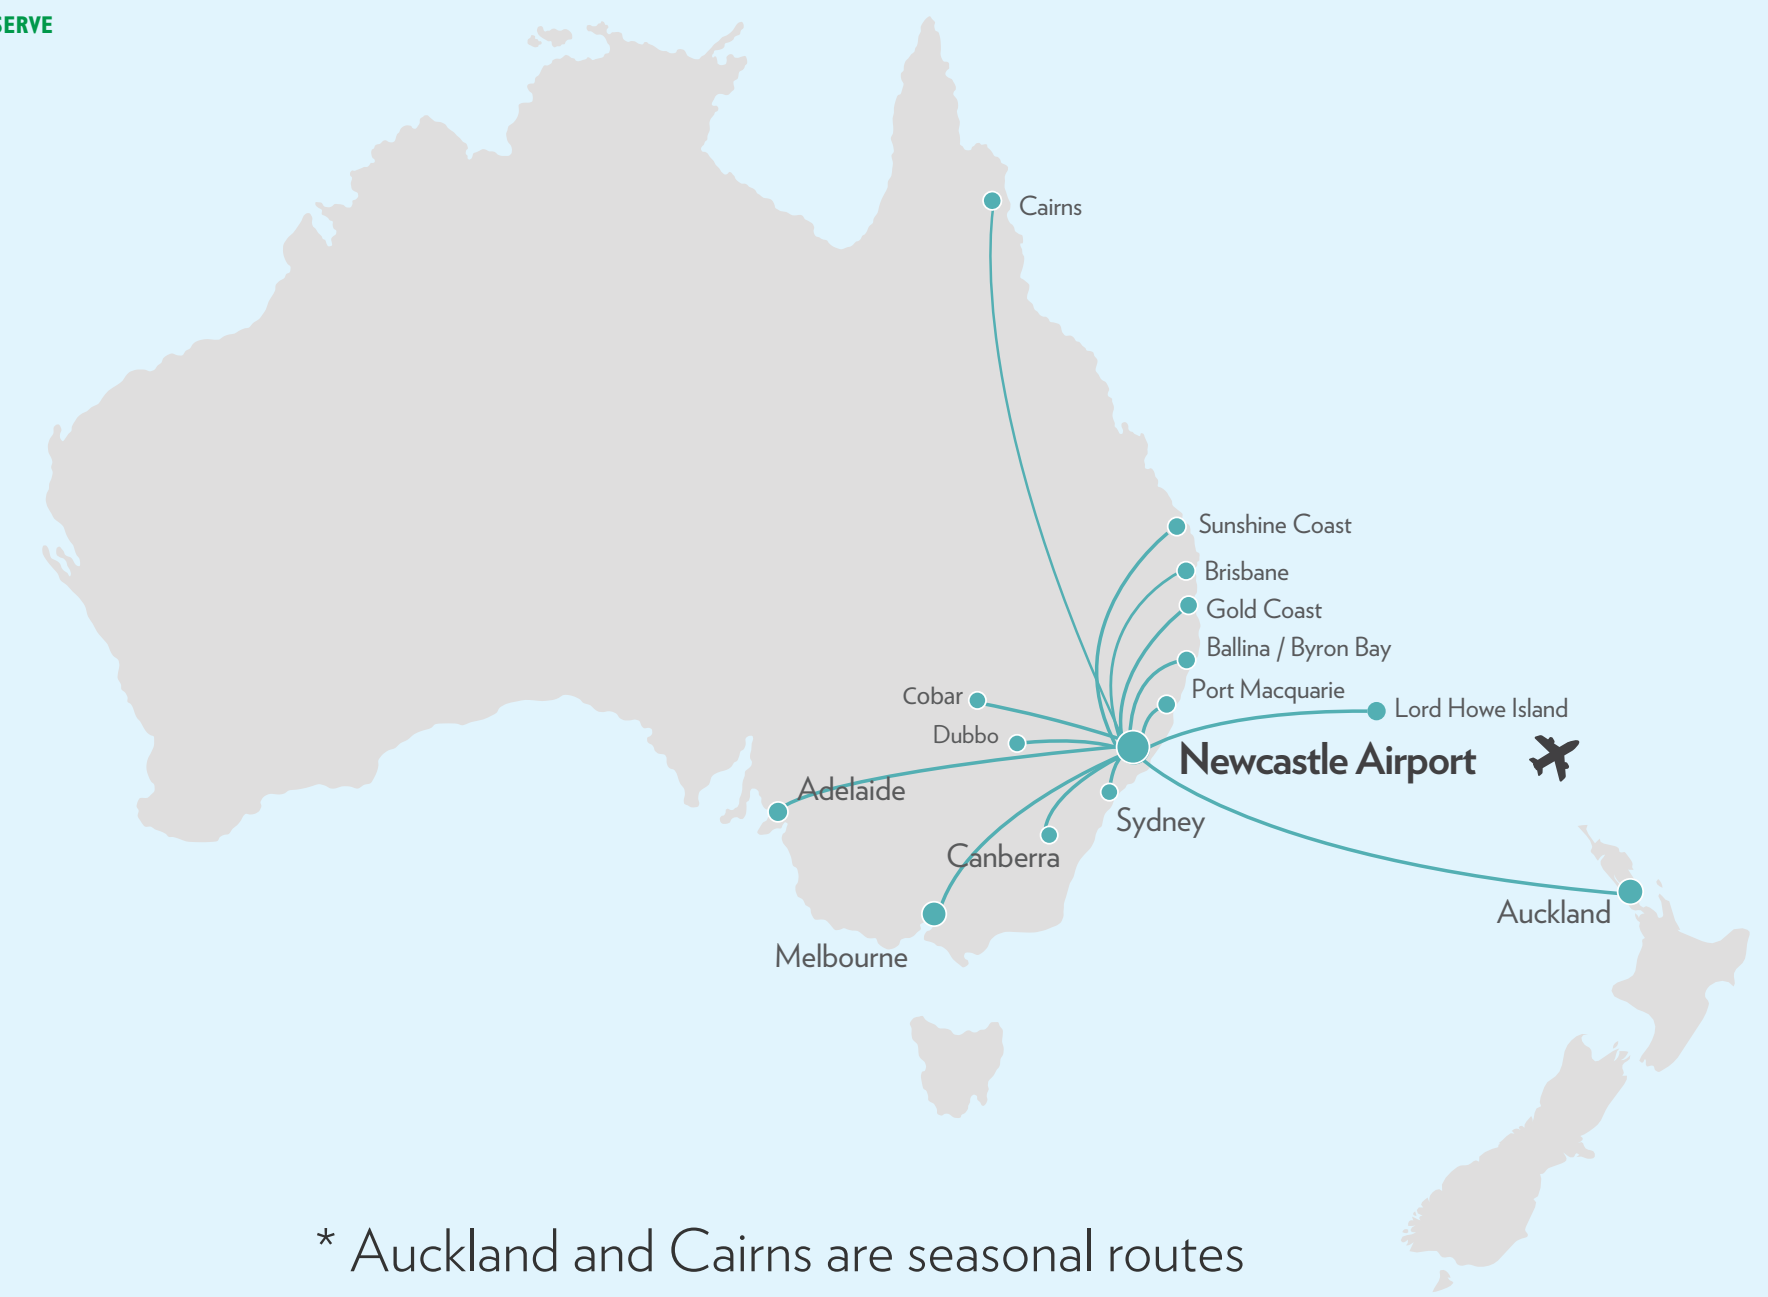 Cairns
Sunshine Coast
Brisbane
Gold Coast
Ballina / Byron Bay
Port Macquarie
Cobar
Lord Howe Island
Dubbo
Newcastle Airport
Adelaide
Sydney
Canberra
Auckland
Melbourne
* Auckland and Cairns are seasonal routes